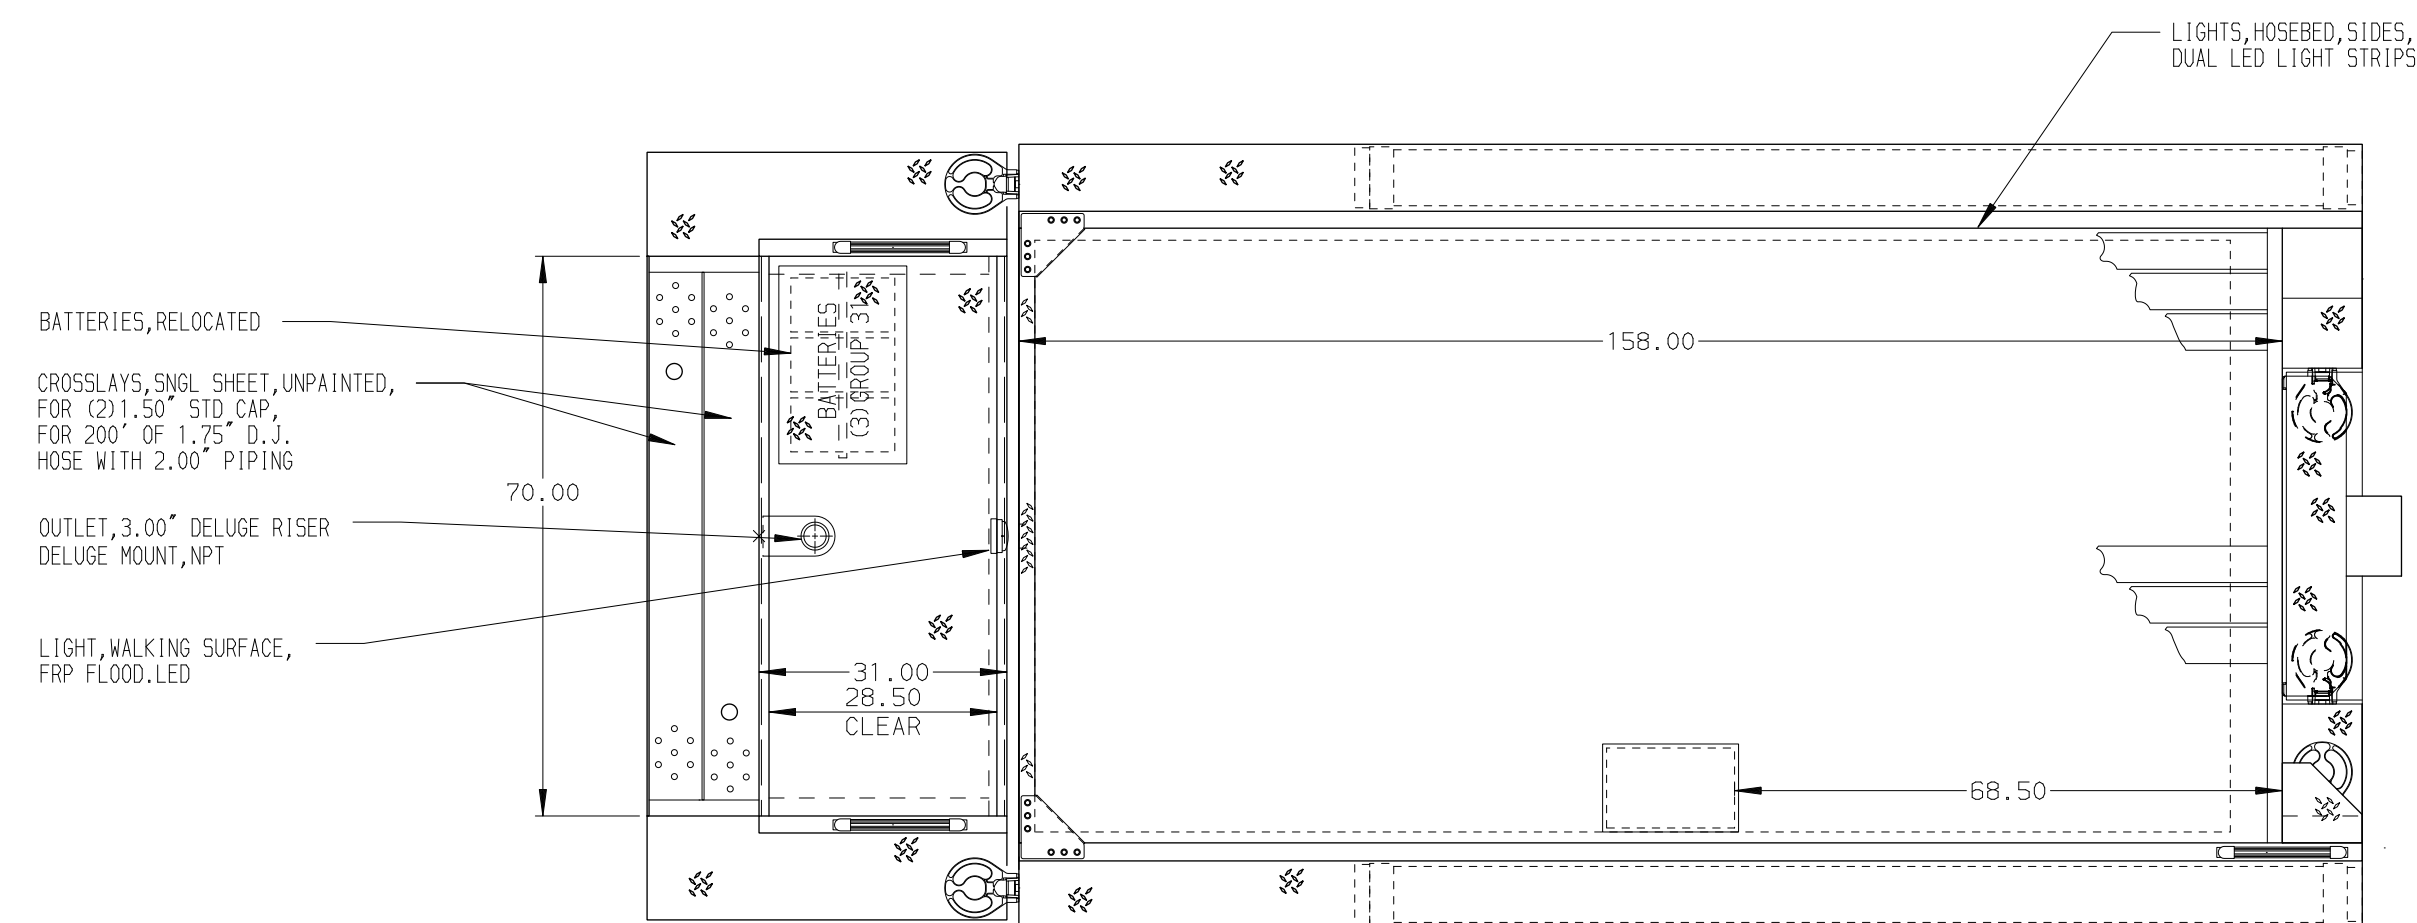 LIGHTS,HOSEBED,SIDES,
DUAL LED LIGHT STRIPS
BATTERIES,RELOCATED
CROSSLAYS,SNGL SHEET,UNPAINTED,
FOR (2)1.50" STD CAP,
FOR 200' OF 1.75" D.J.
HOSE WITH 2.00" PIPING
OUTLET,3.00" DELUGE RISER
DELUGE MOUNT,NPT
LIGHT,WALKING SURFACE,
FRP FLOOD.LED
70.00
BATTERIES
(3)GROUP 31
31.00
28.50
CLEAR
158.00
68.50